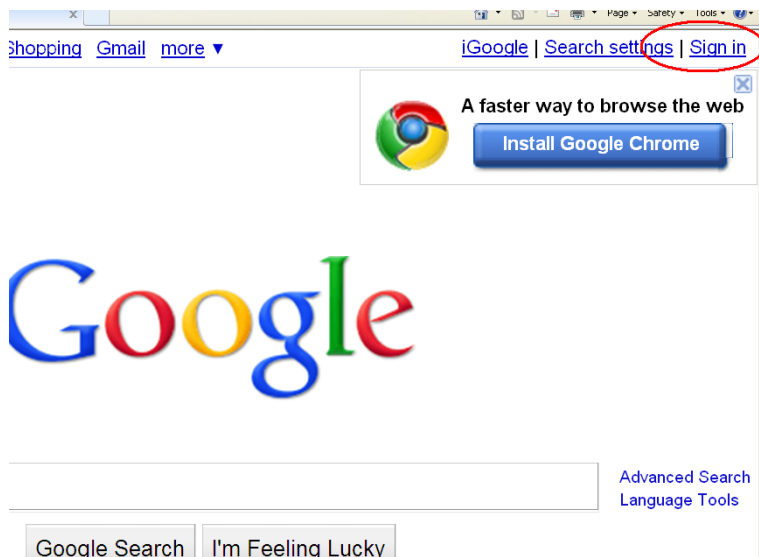 Page Safety Tools
Shopping Gmail more ▼ iGoogle | Search settings | Sign in
A faster way to browse the web
Install Google Chrome
Google
Advanced Search
Language Tools
Google Search I'm Feeling Lucky